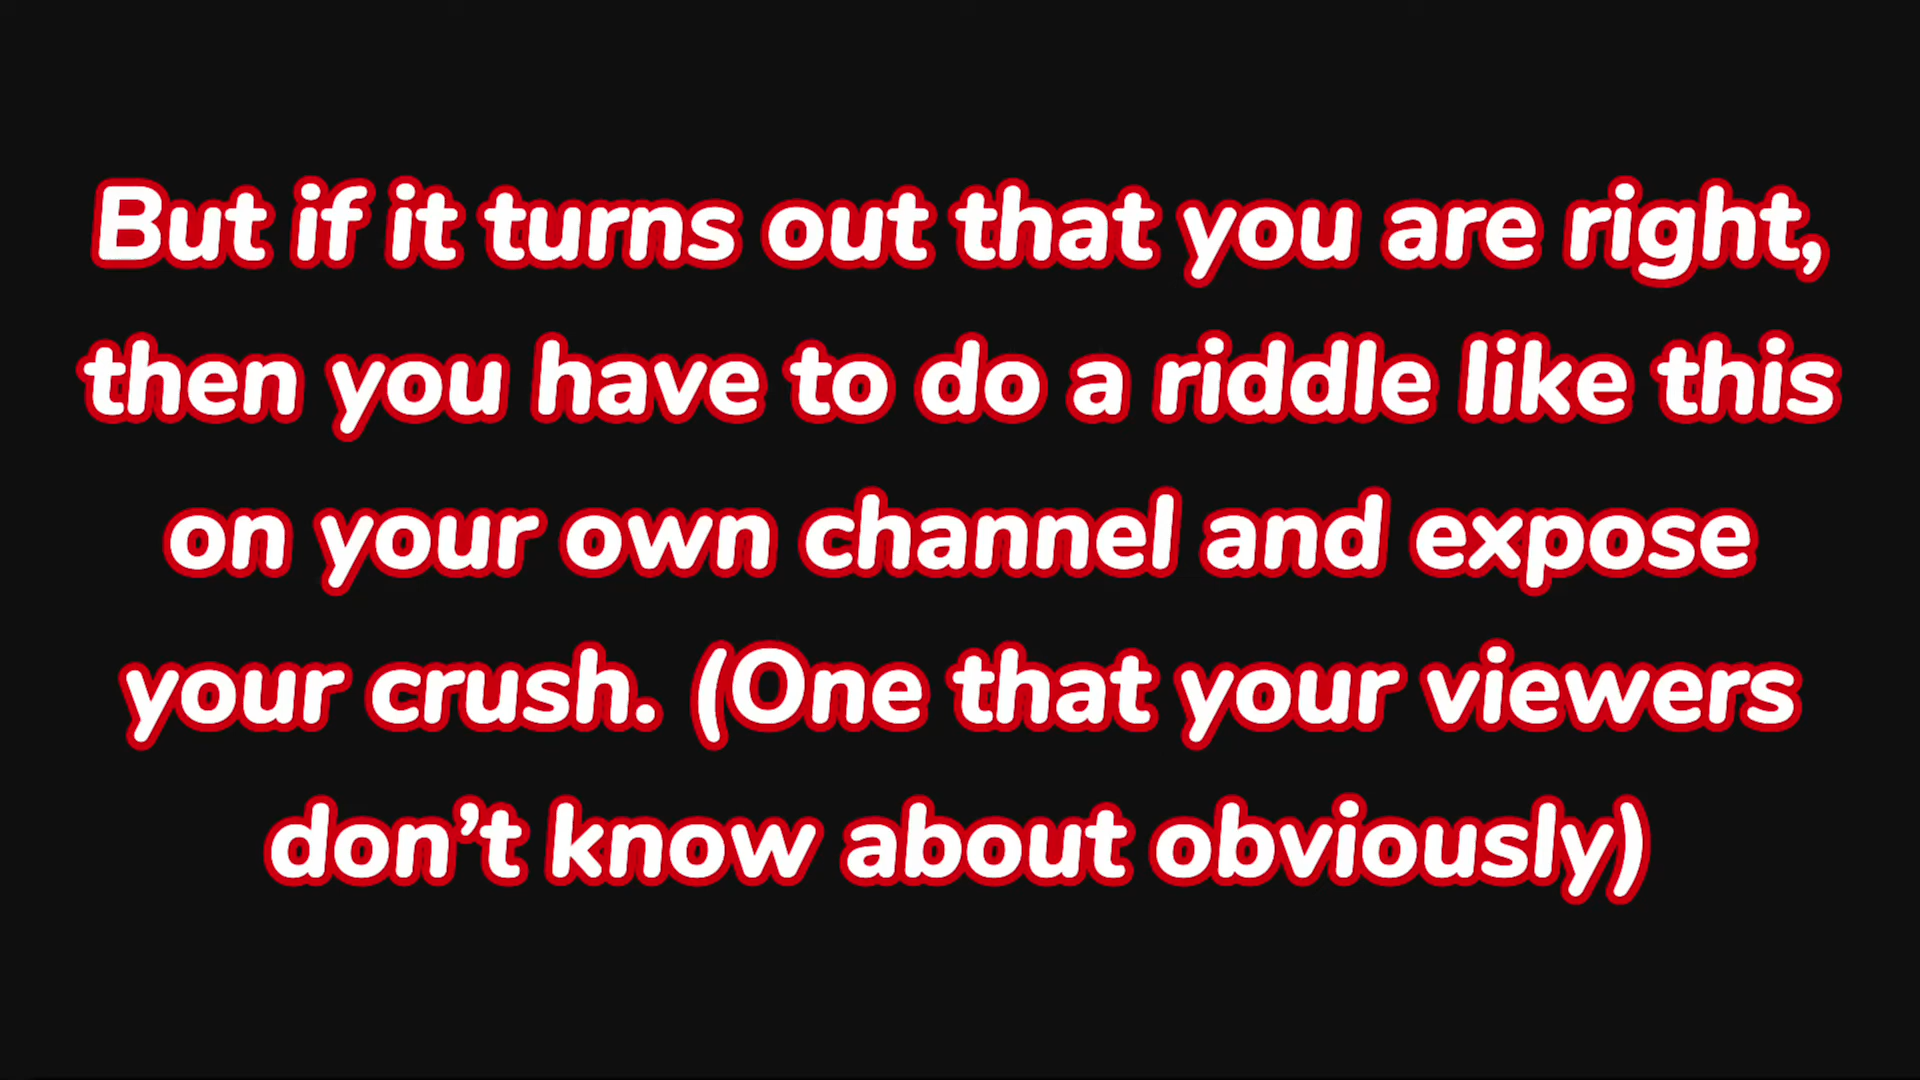 But if it turns out that you are right,
then you have to do a riddle like this
on your own channel and expose
your crush. (One that your viewers
don’t know about obviously)